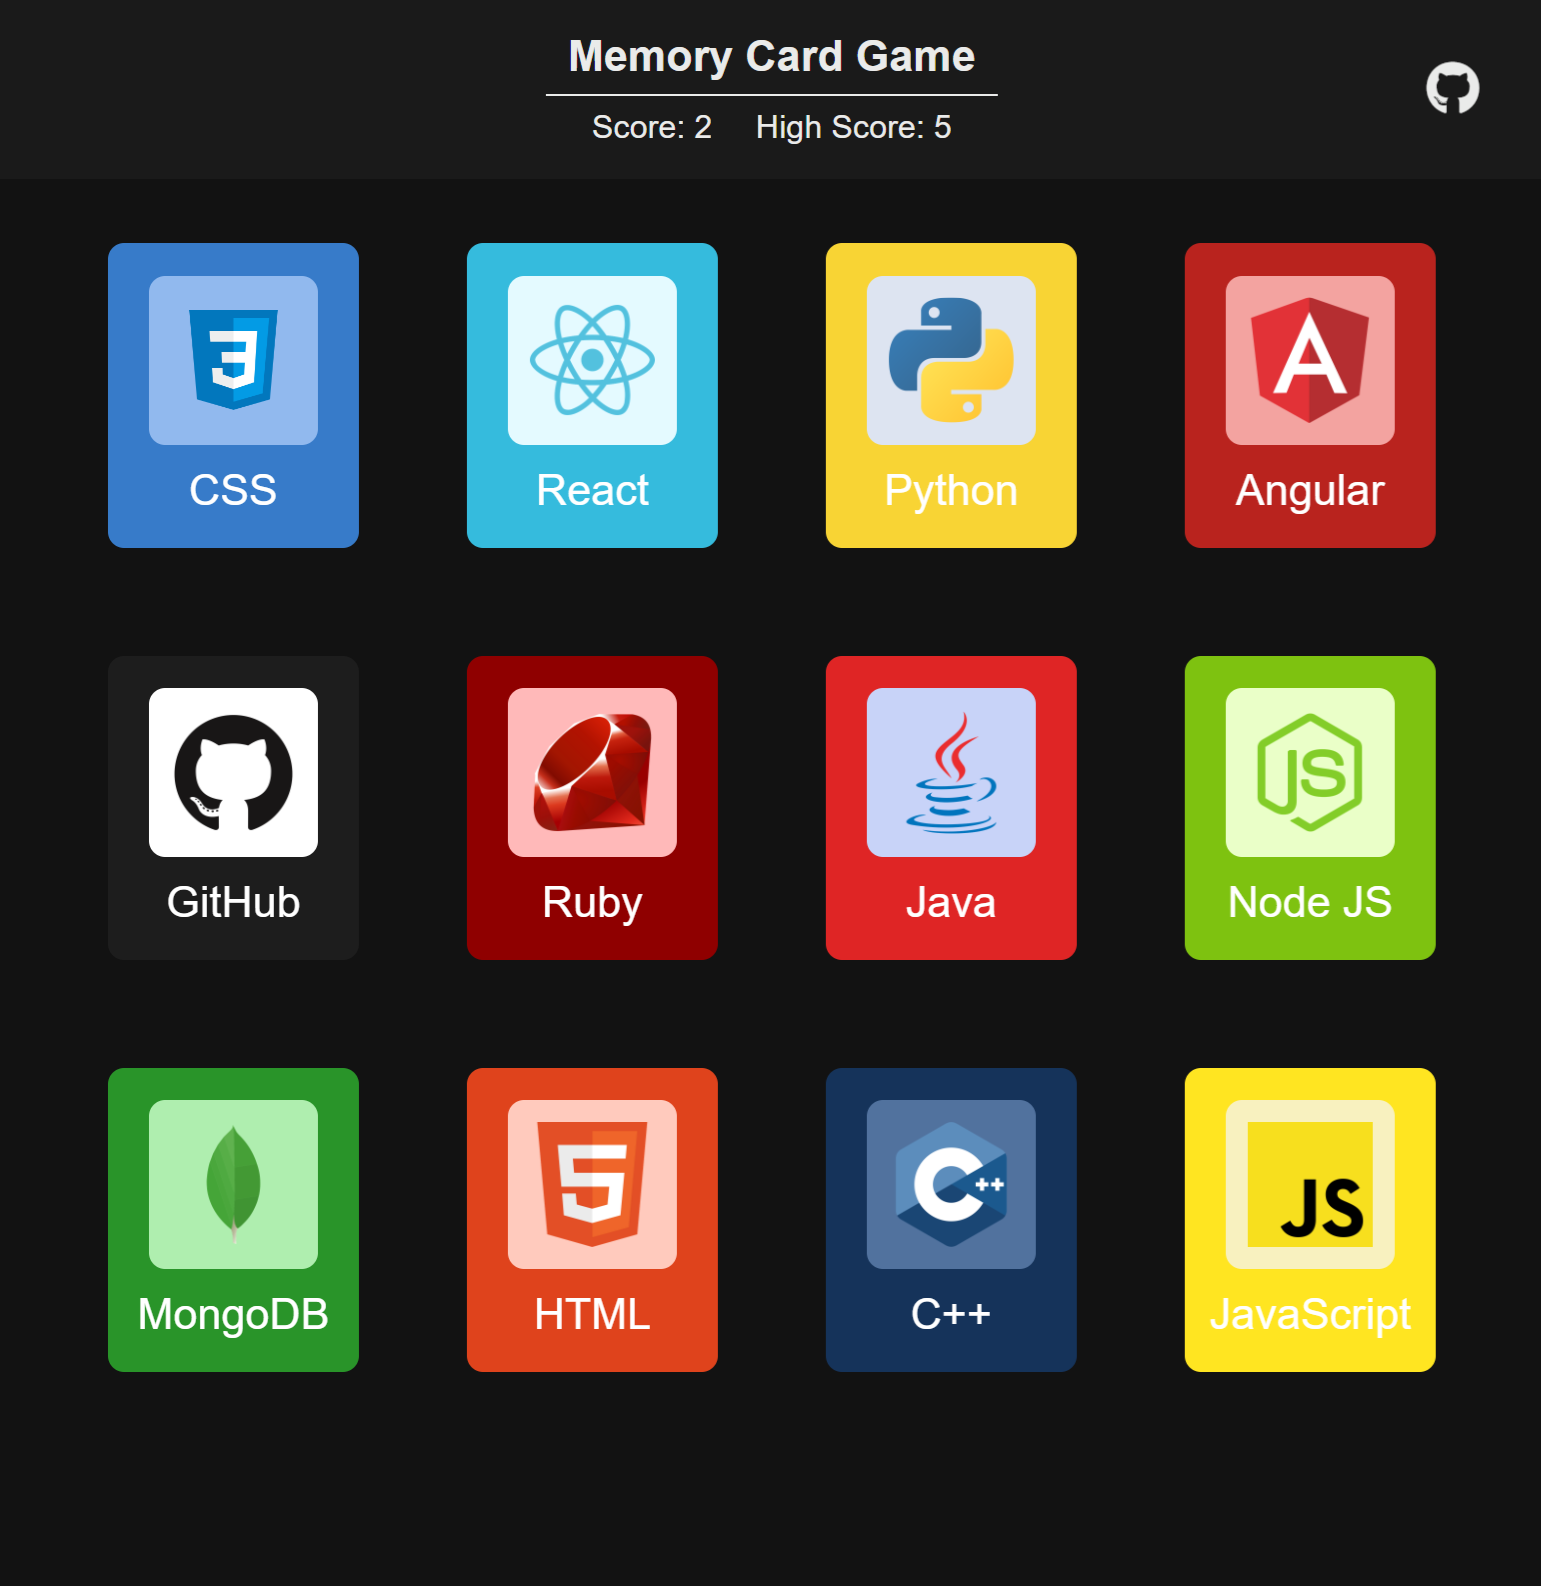 Memory Card Game
Score: 2 High Score: 5
CSS
React
Python
Angular
GitHub
Ruby
JS
Java
Node JS
MongoDB
5
HTML
C++
C++
JS
JavaScript